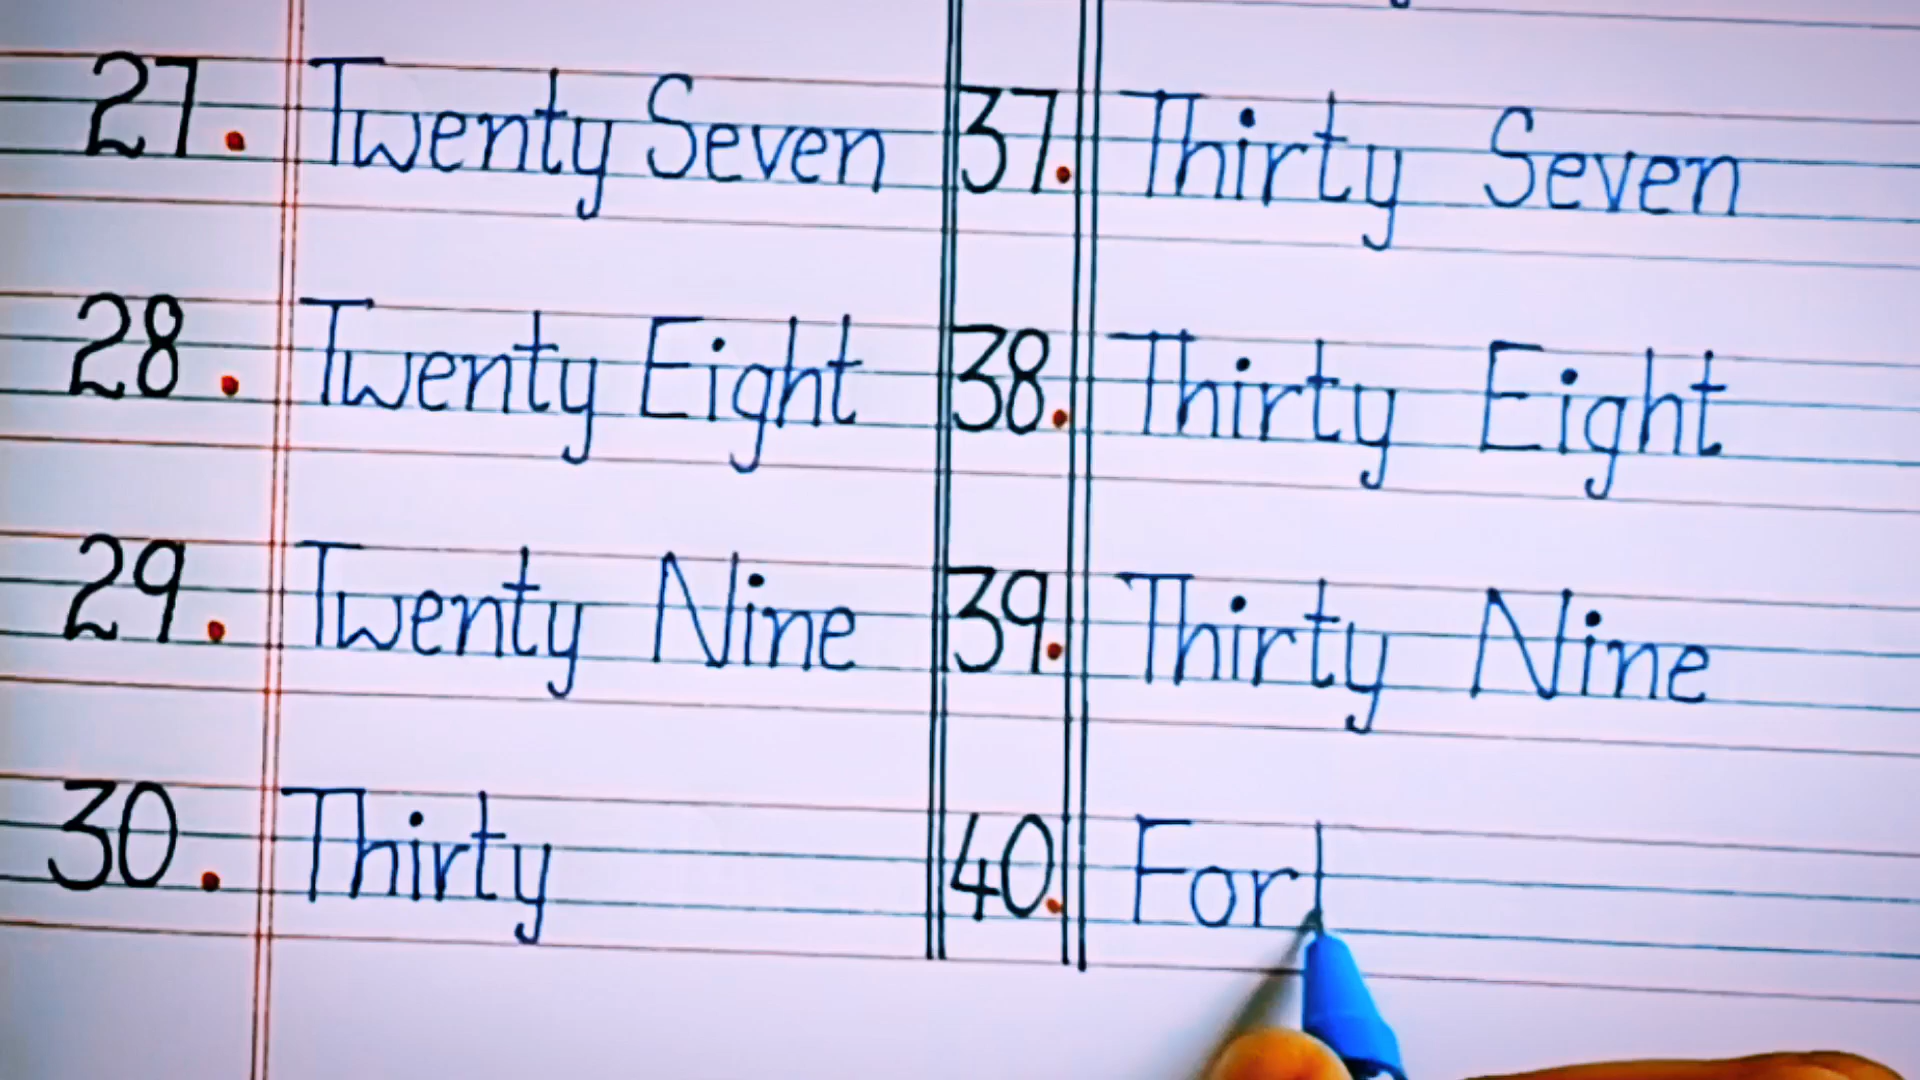 27. Twenty Seven
28. Twenty Eight
29. Twenty Nine
30. Thirty
37. Thirty Seven
38. Thirty Eight
39. Thirty Nine
40. For